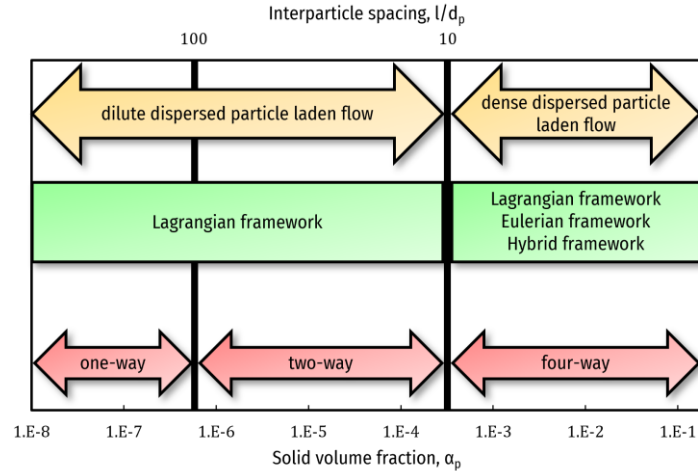 Interparticle spacing, l/dₚ
100 10
dilute dispersed particle laden flow
dense dispersed particle
laden flow
Lagrangian framework
Lagrangian framework
Eulerian framework
Hybrid framework
one-way two-way four-way
1.E-8 1.E-7 1.E-6 1.E-5 1.E-4 1.E-3 1.E-2 1.E-1
Solid volume fraction, αₚ